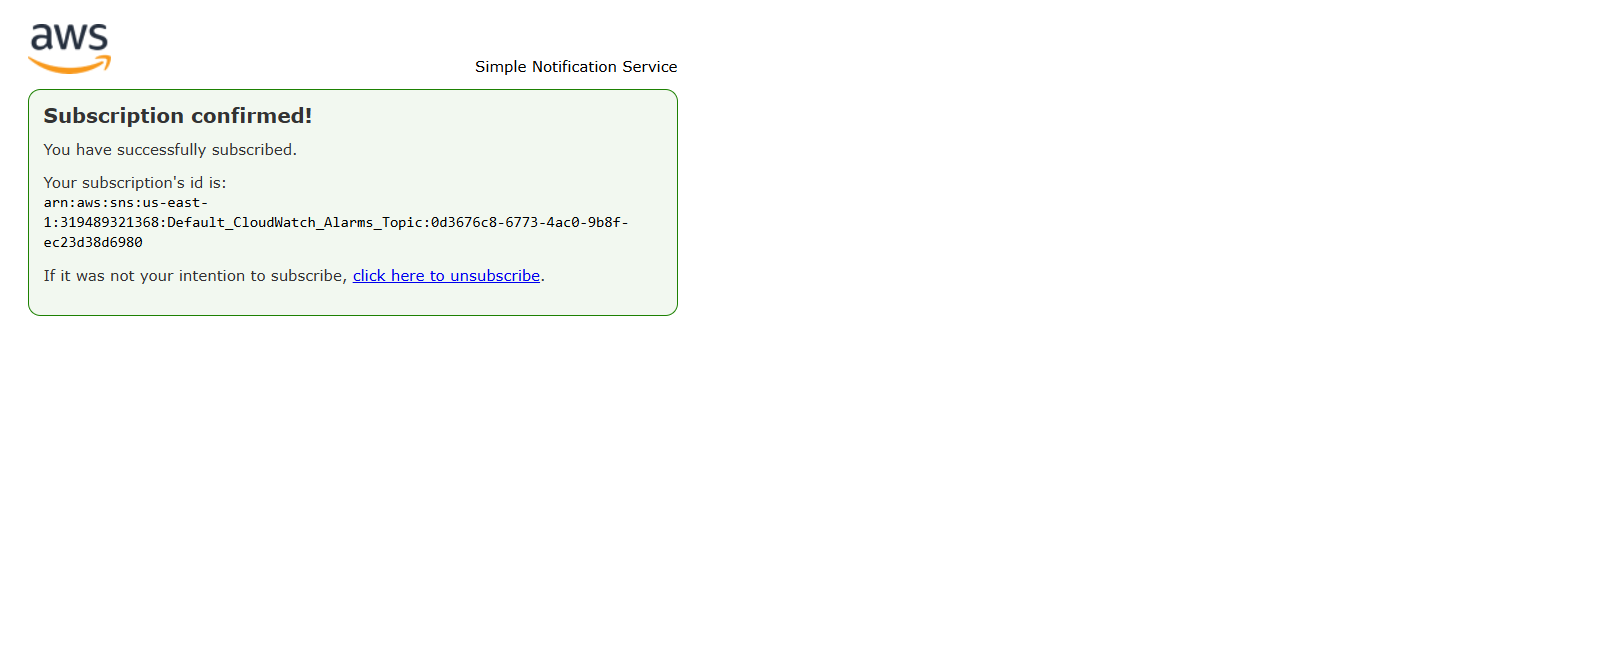 aws
Simple Notification Service
Subscription confirmed!
You have successfully subscribed.
Your subscription's id is:
arn:aws:sns:us-east-
1:319489321368:Default_CloudWatch_Alarms_Topic:0d3676c8-6773-4ac0-9b8f-
ec23d38d6980
If it was not your intention to subscribe, click here to unsubscribe.